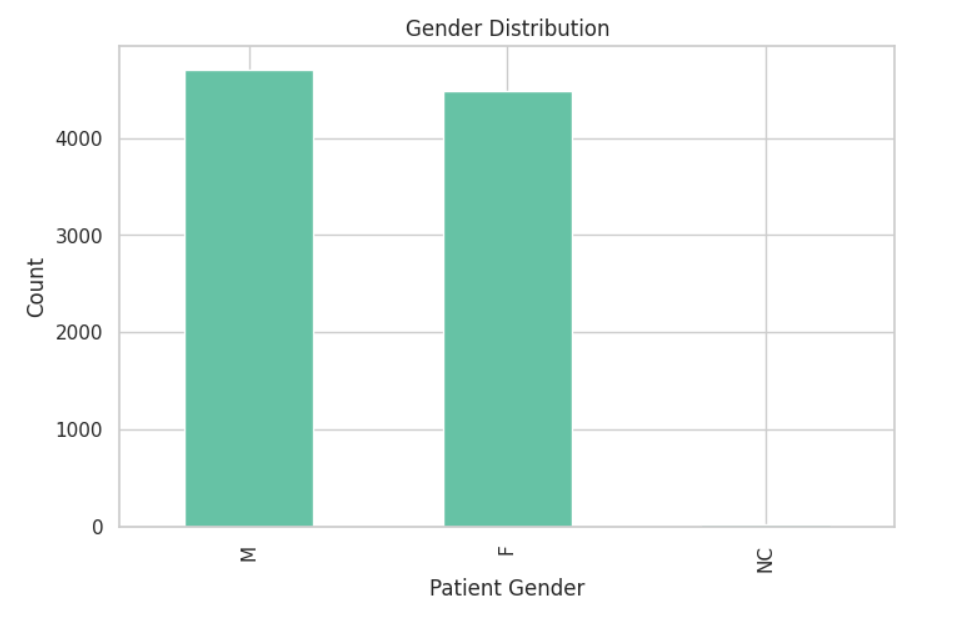 Gender Distribution
4000
3000
2000
1000
0
Count
M
F
NC
Patient Gender